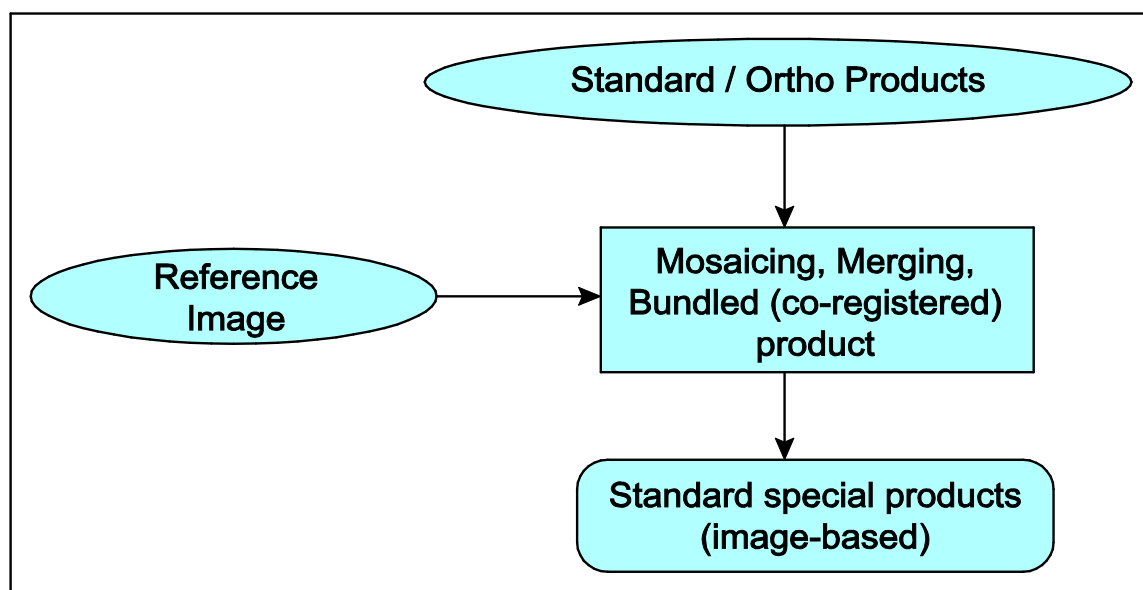 Standard / Ortho Products
Reference
Image
Mosaicing, Merging,
Bundled (co-registered)
product
Standard special products
(image-based)